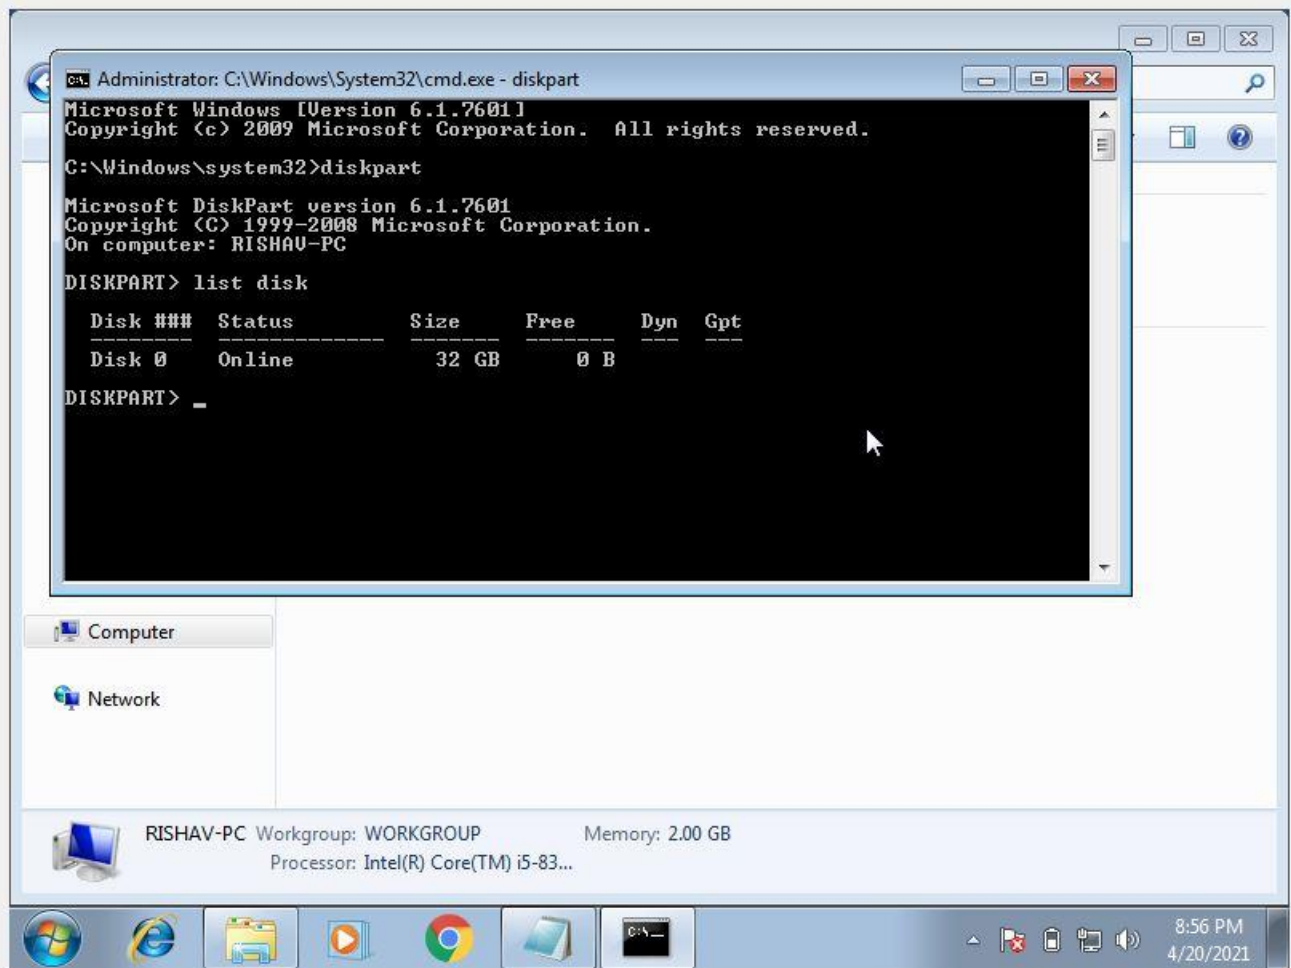 Administrator: C:\Windows\System32\cmd.exe - diskpart
Microsoft Windows [Version 6.1.7601]
Copyright (c) 2009 Microsoft Corporation.  All rights reserved.
C:\Windows\system32>diskpart
Microsoft DiskPart version 6.1.7601
Copyright (C) 1999-2008 Microsoft Corporation.
On computer: RISHAV-PC
DISKPART> list disk
Disk ###  Status         Size     Free     Dyn  Gpt
--------  -------------  -------  -------  ---  ---
Disk 0    Online           32 GB      0 B
DISKPART> _
Computer
Network
RISHAV-PC Workgroup: WORKGROUP Memory: 2.00 GB
Processor: Intel(R) Core(TM) i5-83...
8:56 PM
4/20/2021